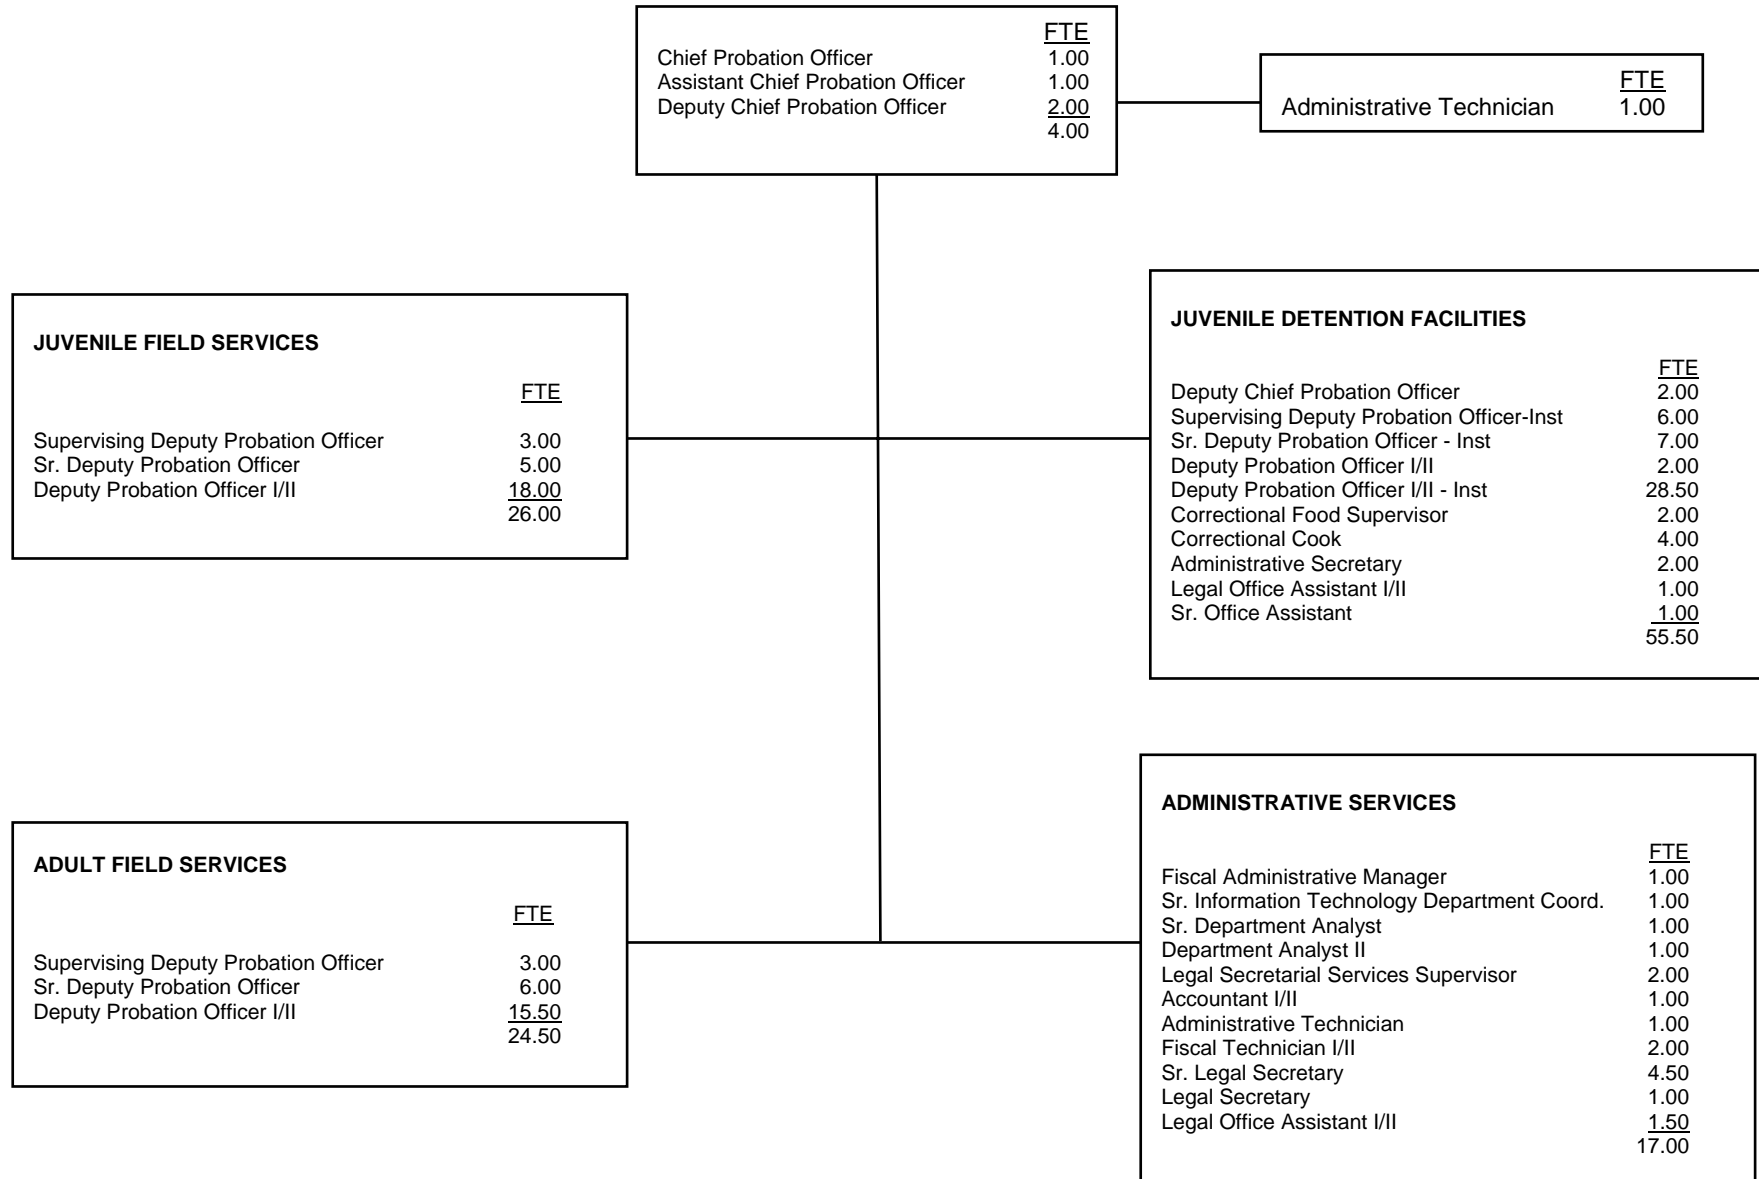 FTE
Chief Probation Officer 1.00
Assistant Chief Probation Officer 1.00
Deputy Chief Probation Officer 2.00
4.00
FTE
Administrative Technician 1.00
JUVENILE FIELD SERVICES
FTE
Supervising Deputy Probation Officer 3.00
Sr. Deputy Probation Officer 5.00
Deputy Probation Officer I/II 18.00
26.00
JUVENILE DETENTION FACILITIES
FTE
Deputy Chief Probation Officer 2.00
Supervising Deputy Probation Officer-Inst 6.00
Sr. Deputy Probation Officer - Inst 7.00
Deputy Probation Officer I/II 2.00
Deputy Probation Officer I/II - Inst 28.50
Correctional Food Supervisor 2.00
Correctional Cook 4.00
Administrative Secretary 2.00
Legal Office Assistant I/II 1.00
Sr. Office Assistant 1.00
55.50
ADULT FIELD SERVICES
FTE
Supervising Deputy Probation Officer 3.00
Sr. Deputy Probation Officer 6.00
Deputy Probation Officer I/II 15.50
24.50
ADMINISTRATIVE SERVICES
FTE
Fiscal Administrative Manager 1.00
Sr. Information Technology Department Coord. 1.00
Sr. Department Analyst 1.00
Department Analyst II 1.00
Legal Secretarial Services Supervisor 2.00
Accountant I/II 1.00
Administrative Technician 1.00
Fiscal Technician I/II 2.00
Sr. Legal Secretary 4.50
Legal Secretary 1.00
Legal Office Assistant I/II 1.50
17.00